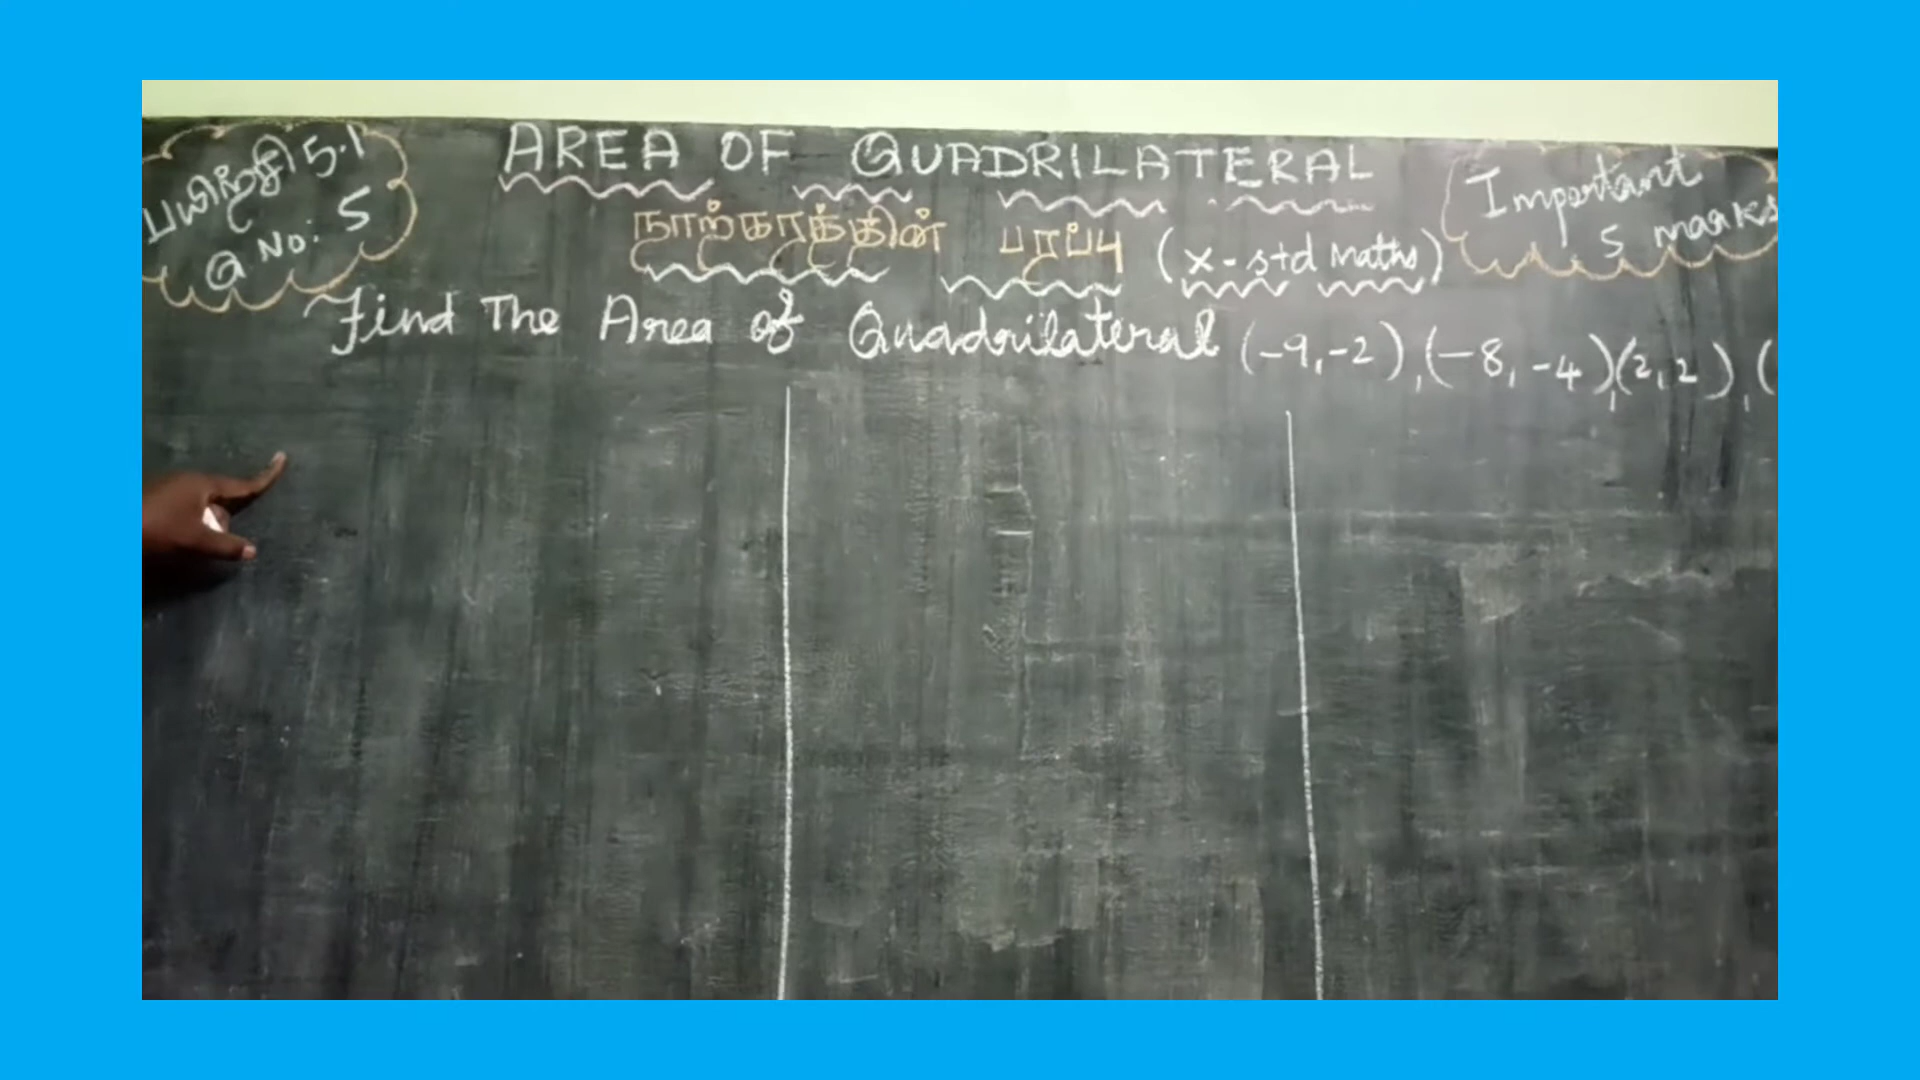 பயிற்சி 5.1
Q No: 5
AREA OF QUADRILATERAL
நாற்கரத்தின் பரப்பு (X-std maths)
Important
5 marks
Find The Area of Quadrilateral (-9,-2),(-8,-4),(2,2),(